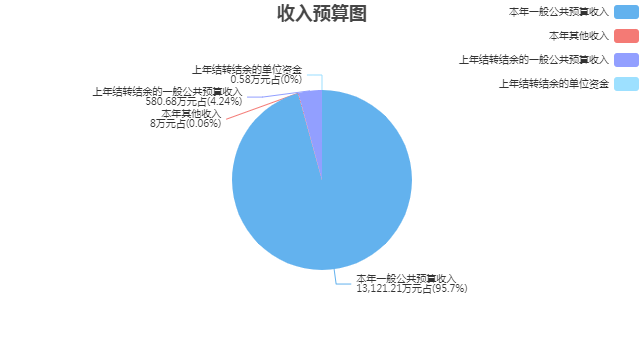 收入预算图
本年一般公共预算收入
本年其他收入
上年结转结余的一般公共预算收入
上年结转结余的单位资金
上年结转结余的单位资金
0.58万元占(0%)
上年结转结余的一般公共预算收入
580.68万元占(4.24%)
本年其他收入
8万元占(0.06%)
本年一般公共预算收入
13,121.21万元占(95.7%)